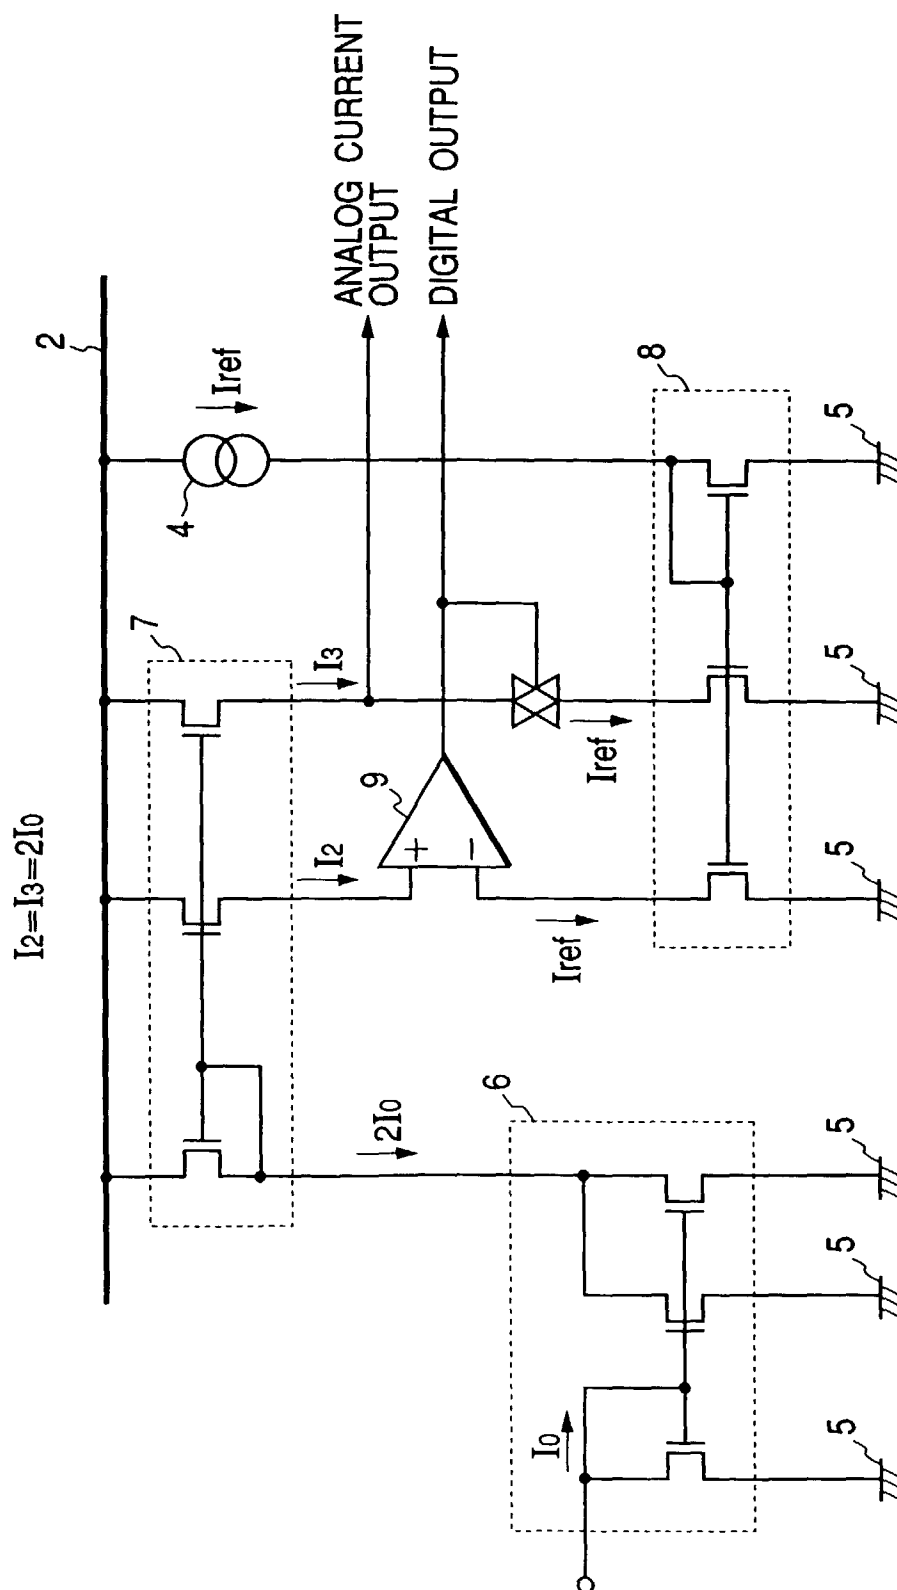 I2=I3=2I0
2
Iref
4
ANALOG CURRENT
OUTPUT
DIGITAL OUTPUT
7
I3
I2
9
+
−
Iref
Iref
8
2I0
6
I0
5
5
5
5
5
5